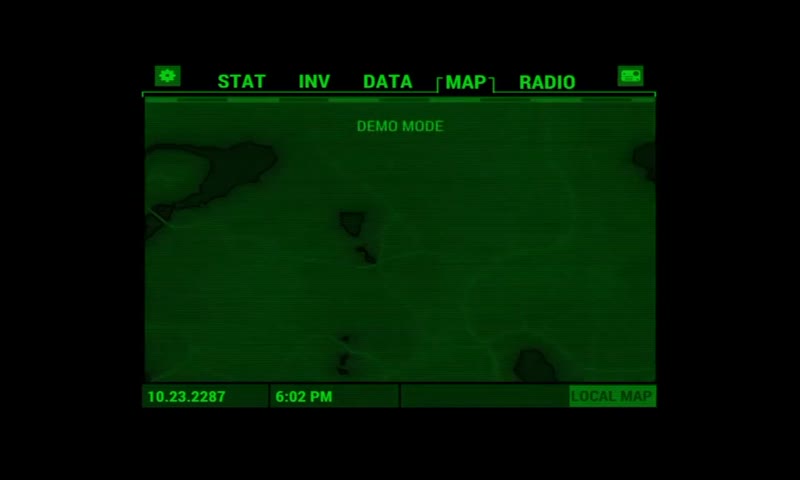 STAT INV DATA MAP RADIO
DEMO MODE
10.23.2287 6:02 PM LOCAL MAP